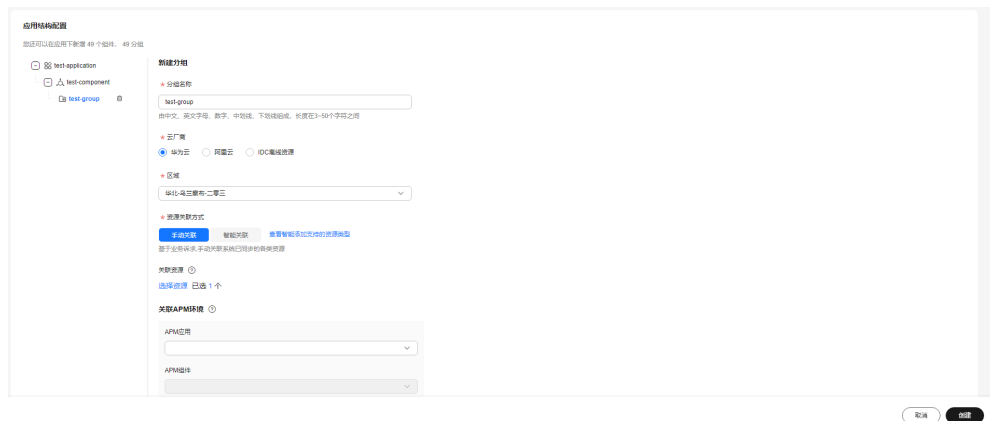 应用结构配置
您还可以在应用下新增 49 个组件、 49 分组
test-application
test-component
test-group
新建分组
* 分组名称
test-group
由中文、英文字母、数字、中划线、下划线组成，长度在3~50个字符之间
* 云厂商
华为云 阿里云 IDC离线资源
* 区域
华北-乌兰察布-二零三
* 资源关联方式
手动关联 智能关联 查看智能添加支持的资源类型
基于业务诉求,手动关联系统已同步的各类资源
关联资源 ?
选择资源 已选 1 个
关联APM环境 ?
APM应用
APM组件
取消 创建